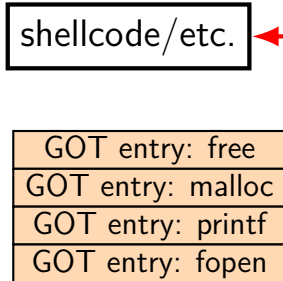 shellcode/etc.
GOT entry: free
GOT entry: malloc
GOT entry: printf
GOT entry: fopen